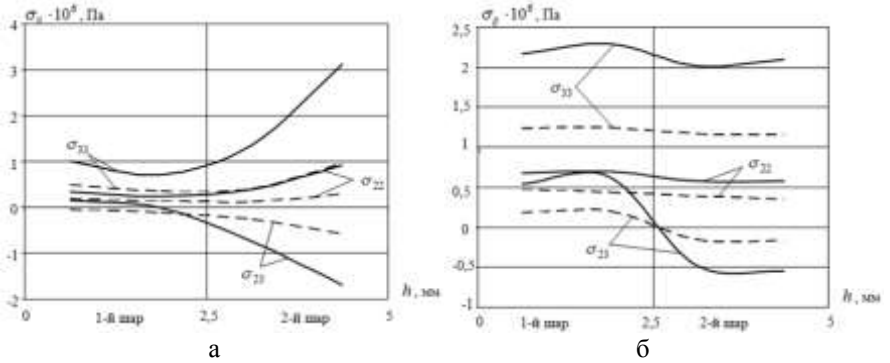 σij · 10⁸, Па
4
3
2
1
0
-1
-2
σ33
σ22
σ23
h, мм
0
1-й шар
2,5
2-й шар
5
а
σij · 10⁸, Па
2,5
2
1,5
1
0,5
0
-0,5
-1
σ33
σ22
σ23
h, мм
0
1-й шар
2,5
2-й шар
5
б